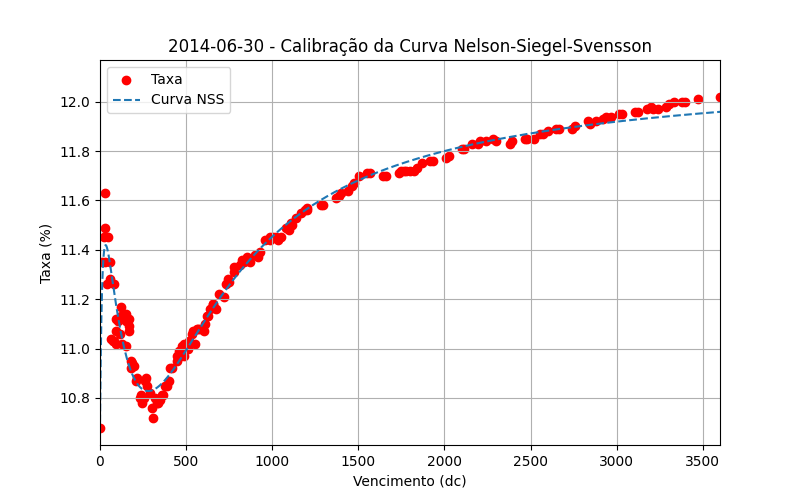 2014-06-30 - Calibração da Curva Nelson-Siegel-Svensson
Taxa
Curva NSS
12.0
11.8
11.6
11.4
11.2
11.0
10.8
Taxa (%)
0 500 1000 1500 2000 2500 3000 3500
Vencimento (dc)